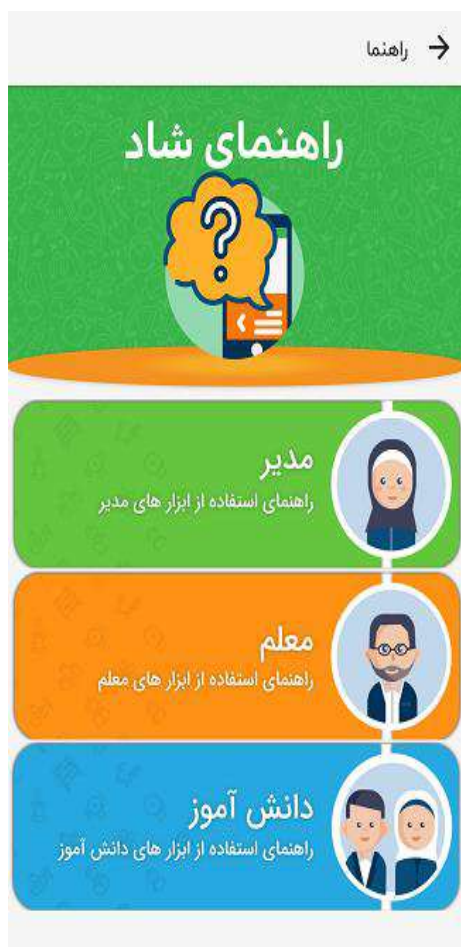 راهنما
راهنمای شاد
مدیر
راهنمای استفاده از ابزار های مدیر
معلم
راهنمای استفاده از ابزار های معلم
دانش آموز
راهنمای استفاده از ابزار های دانش آموز